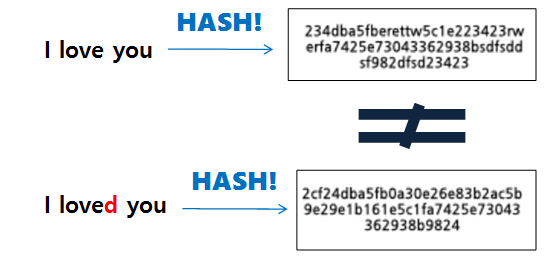 I love you
HASH!
234dba5fberettw5c1e223423rw
erfa7425e73043362938bsdfsdd
sf982dfsd23423
I loved you
HASH!
2cf24dba5fb0a30e26e83b2ac5b
9e29e1b161e5c1fa7425e73043
362938b9824